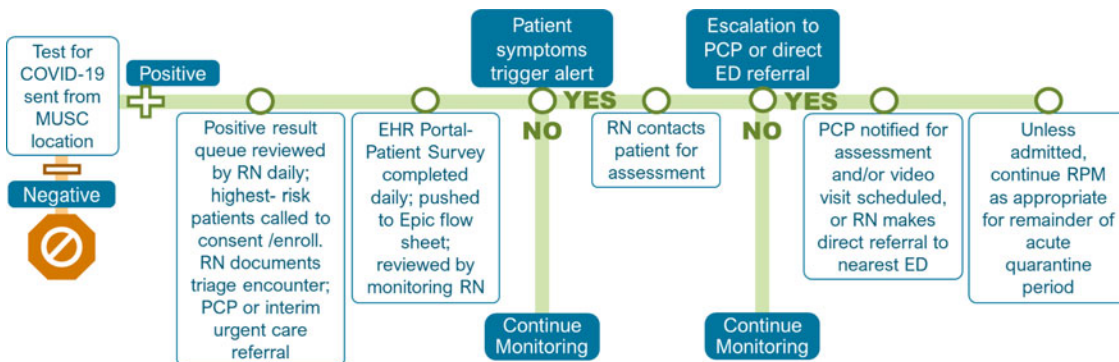 Test for
COVID-19
sent from
MUSC
location
Positive
Negative
Positive result
queue reviewed
by RN daily;
highest- risk
patients called to
consent /enroll.
RN documents
triage encounter;
PCP or interim
urgent care
referral
EHR Portal-
Patient Survey
completed
daily; pushed
to Epic flow
sheet;
reviewed by
monitoring RN
Patient
symptoms
trigger alert
YES
NO
Continue
Monitoring
RN contacts
patient for
assessment
Escalation to
PCP or direct
ED referral
YES
NO
Continue
Monitoring
PCP notified for
assessment
and/or video
visit scheduled,
or RN makes
direct referral to
nearest ED
Unless
admitted,
continue RPM
as appropriate
for remainder of
acute
quarantine
period